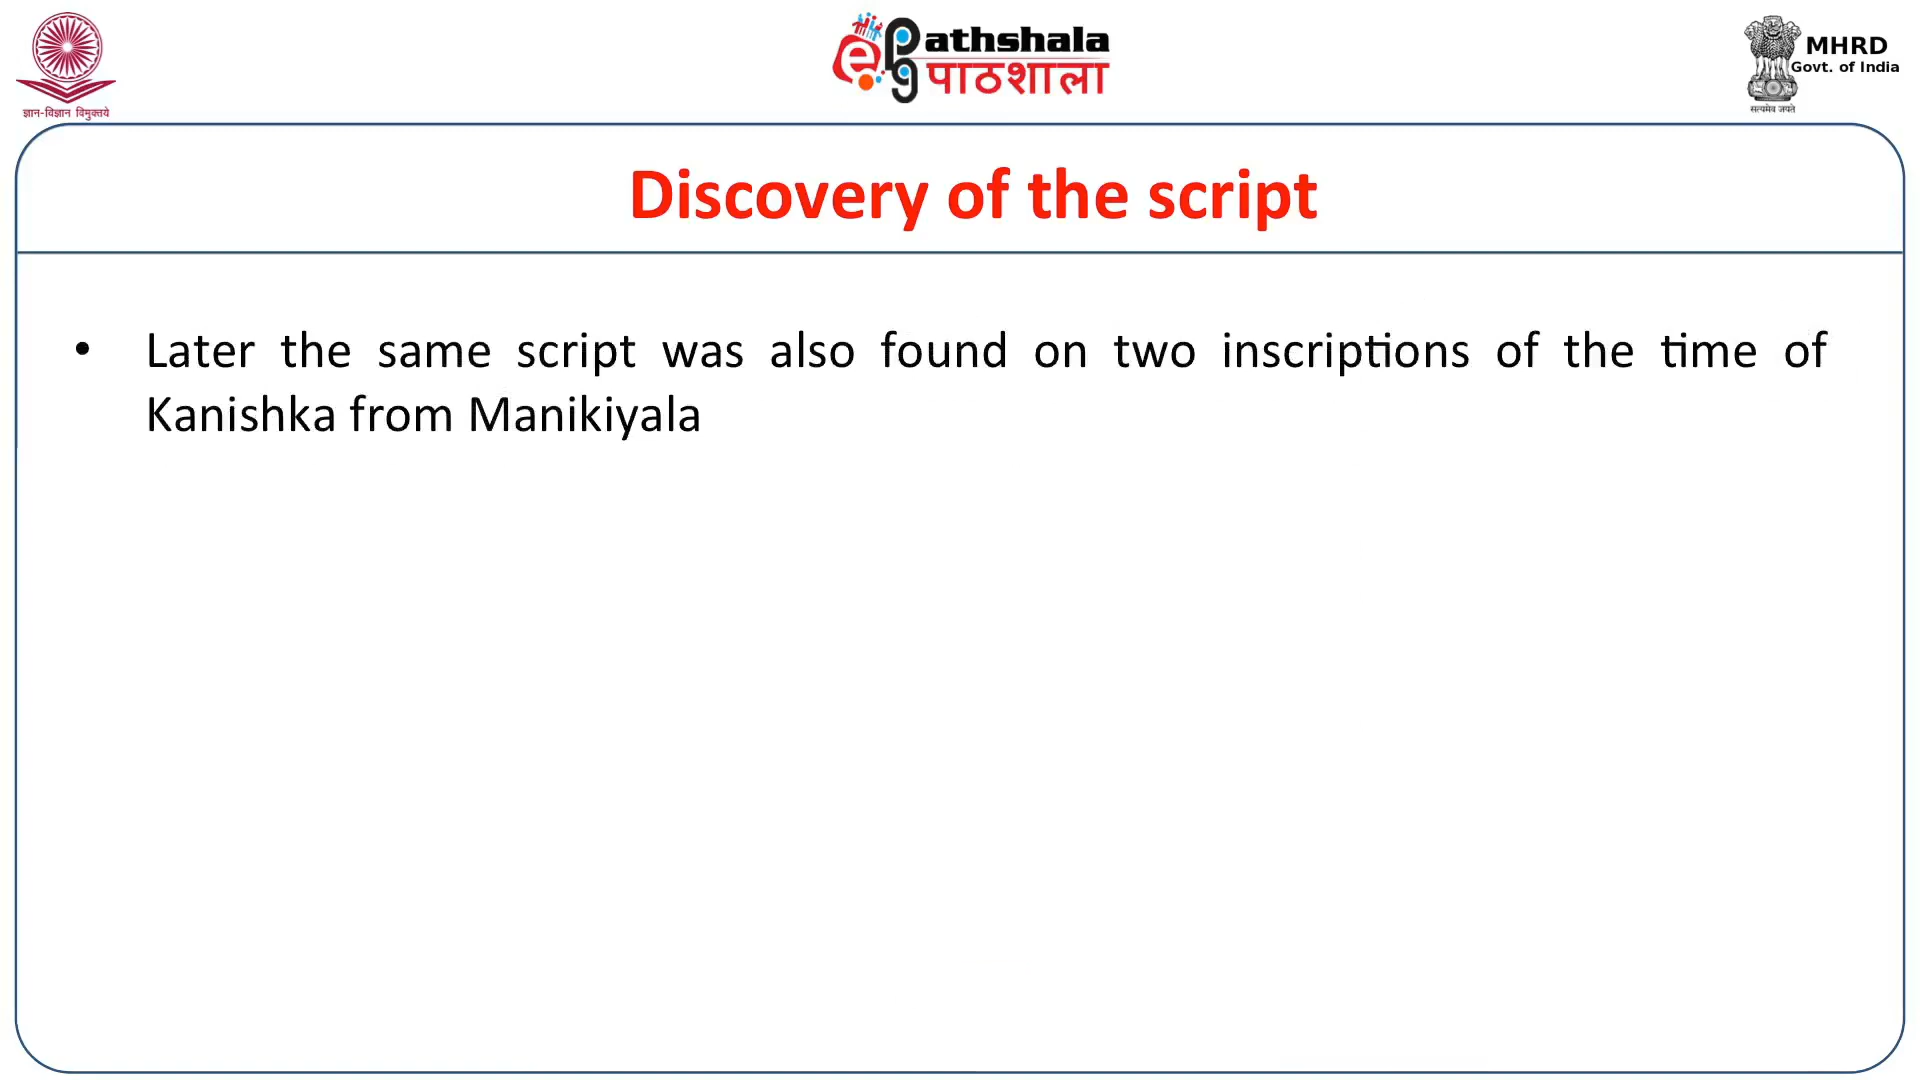 ज्ञान-विज्ञान विमुक्तये
ePG Pathshala
पाठशाला
MHRD
Govt. of India
सत्यमेव जयते
Discovery of the script
• Later the same script was also found on two inscriptions of the time of
Kanishka from Manikiyala